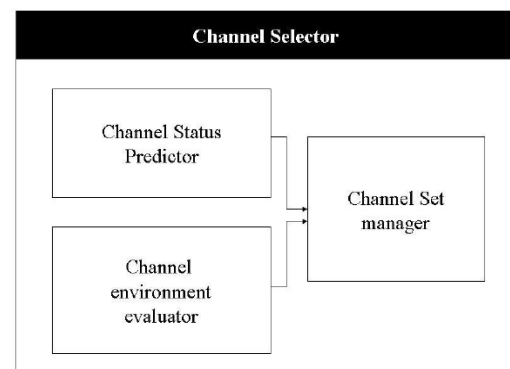 Channel Selector
Channel Status
Predictor
Channel Set
manager
Channel
environment
evaluator